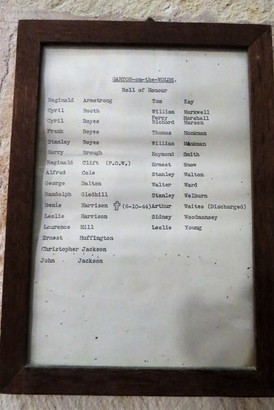 GARTON-on-the-WOLDS.
Roll of Honour
Reginald Armstrong Tom Kay
Cyril Booth William Markwell
Percy Marshall
Cyril Boyes Richard Marson
Frank Boyes Thomas
Stanley Boyes William
Harry Brough Raymond Smith
Reginald Clift (P.O.W.) Ernest Snow
Alfred Cole Stanley Walton
George Dalton Walter Ward
Randolph Gledhill Stanley Welburn
Denis Harrison (6-10-44) Arthur Waites (Discharged)
Leslie Harrison Sidney Woodmansey
Laurence Hill Leslie Young
Ernest Huffington
Christopher Jackson
John Jackson